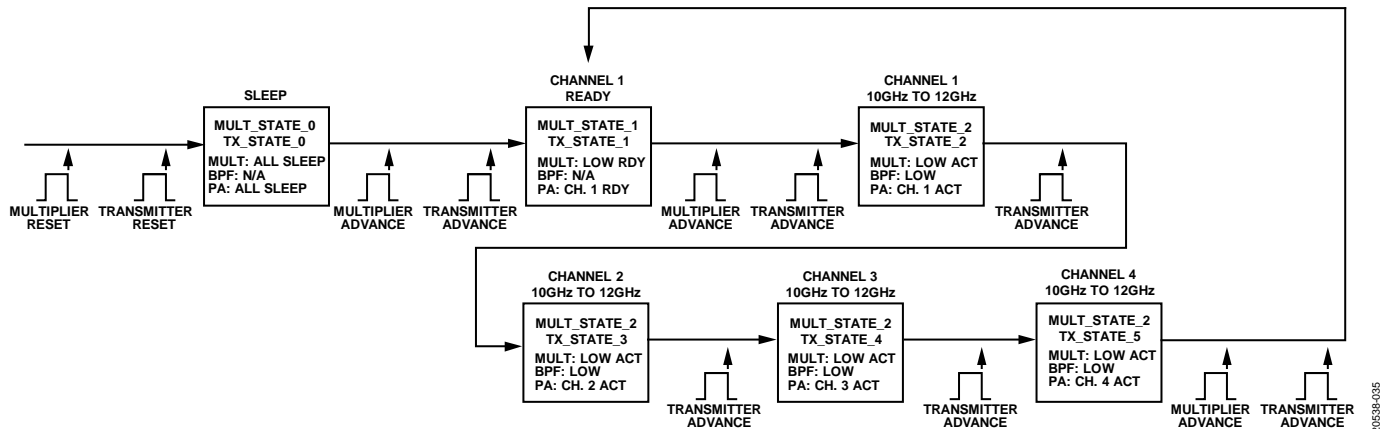 SLEEP
MULT_STATE_0
TX_STATE_0
MULT: ALL SLEEP
BPF: N/A
PA: ALL SLEEP
MULTIPLIER
RESET
TRANSMITTER
RESET
MULTIPLIER
ADVANCE
TRANSMITTER
ADVANCE
CHANNEL 1
READY
MULT_STATE_1
TX_STATE_1
MULT: LOW RDY
BPF: N/A
PA: CH. 1 RDY
MULTIPLIER
ADVANCE
TRANSMITTER
ADVANCE
CHANNEL 1
10GHz TO 12GHz
MULT_STATE_2
TX_STATE_2
MULT: LOW ACT
BPF: LOW
PA: CH. 1 ACT
TRANSMITTER
ADVANCE
CHANNEL 2
10GHz TO 12GHz
MULT_STATE_2
TX_STATE_3
MULT: LOW ACT
BPF: LOW
PA: CH. 2 ACT
TRANSMITTER
ADVANCE
CHANNEL 3
10GHz TO 12GHz
MULT_STATE_2
TX_STATE_4
MULT: LOW ACT
BPF: LOW
PA: CH. 3 ACT
TRANSMITTER
ADVANCE
CHANNEL 4
10GHz TO 12GHz
MULT_STATE_2
TX_STATE_5
MULT: LOW ACT
BPF: LOW
PA: CH. 4 ACT
MULTIPLIER
ADVANCE
TRANSMITTER
ADVANCE
20538-035